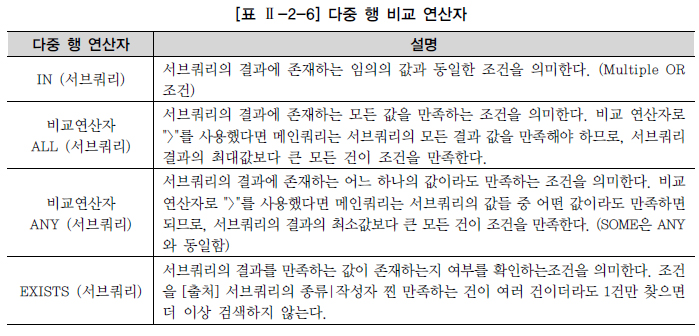 [표 Ⅱ-2-6] 다중 행 비교 연산자
다중 행 연산자
설명
IN (서브쿼리)
서브쿼리의 결과에 존재하는 임의의 값과 동일한 조건을 의미한다. (Multiple OR
조건)
비교연산자
ALL (서브쿼리)
서브쿼리의 결과에 존재하는 모든 값을 만족하는 조건을 의미한다. 비교 연산자로
"〉"를 사용했다면 메인쿼리는 서브쿼리의 모든 결과 값을 만족해야 하므로, 서브쿼리
결과의 최대값보다 큰 모든 건이 조건을 만족한다.
비교연산자
ANY (서브쿼리)
서브쿼리의 결과에 존재하는 어느 하나의 값이라도 만족하는 조건을 의미한다. 비교
연산자로 "〉"를 사용했다면 메인쿼리는 서브쿼리의 값들 중 어떤 값이라도 만족하면
되므로, 서브쿼리의 결과의 최소값보다 큰 모든 건이 조건을 만족한다. (SOME은 ANY
와 동일함)
EXISTS (서브쿼리)
서브쿼리의 결과를 만족하는 값이 존재하는지 여부를 확인하는조건을 의미한다. 조건
을 [출처] 서브쿼리의 종류|작성자 찐 만족하는 건이 여러 건이더라도 1건만 찾으면
더 이상 검색하지 않는다.